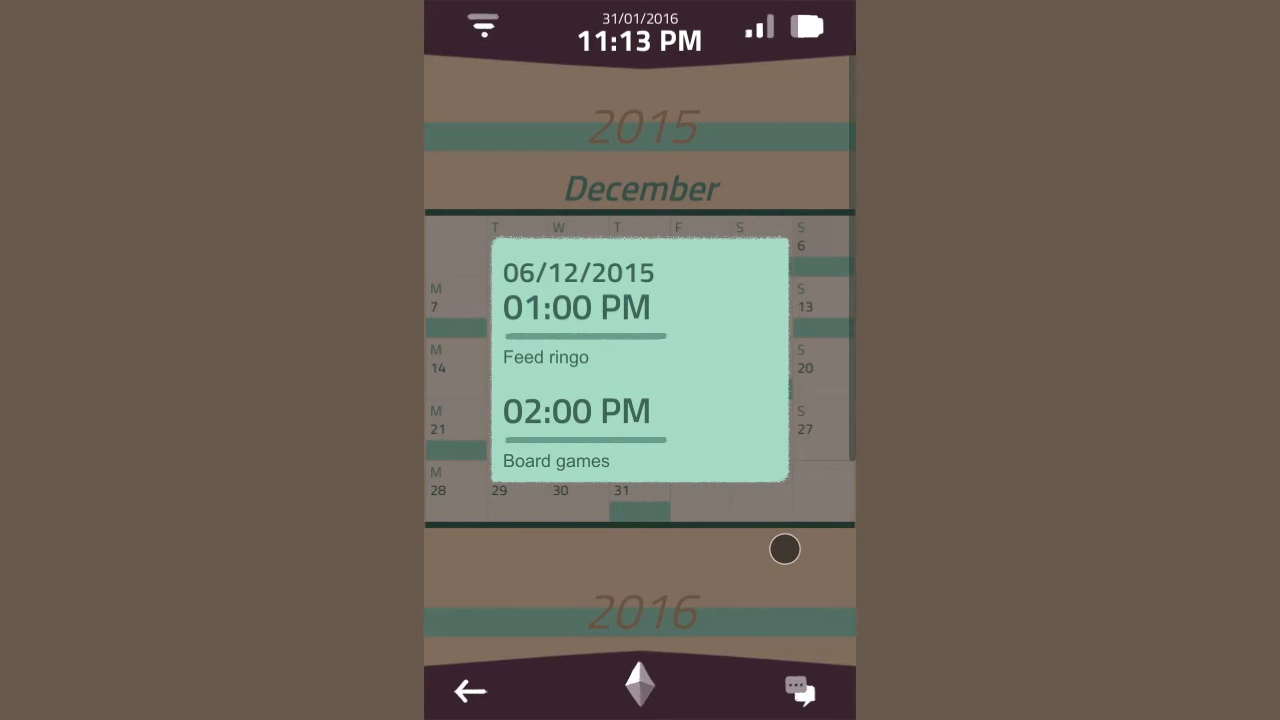 31/01/2016
11:13 PM
2015
December
T W T F S S
6
06/12/2015
01:00 PM
Feed ringo
02:00 PM
Board games
M S
7 13
M S
14 20
M S
21 27
M
28 29 30 31
2016